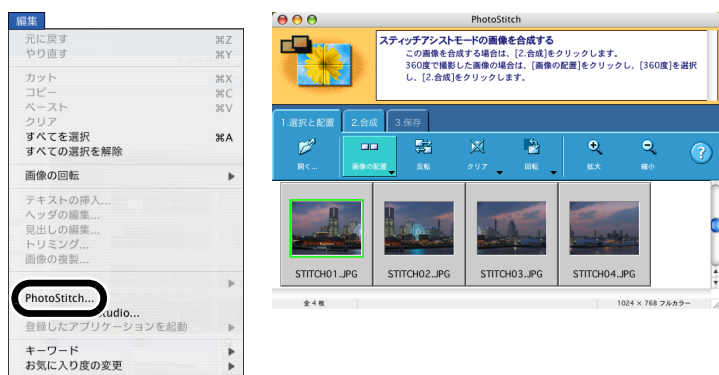 編集
元に戻す ⌘Z
やり直す ⌘Y
カット ⌘X
コピー ⌘C
ペースト ⌘V
クリア
すべてを選択 ⌘A
すべての選択を解除
画像の回転
テキストの挿入...
ヘッダの編集...
見出しの編集...
トリミング...
画像の複製...
PhotoStitch...
tudio...
登録したアプリケーションを起動
キーワード
お気に入り度の変更
PhotoStitch
スティッチアシストモードの画像を合成する
この画像を合成する場合は、[2.合成]をクリックします。
360度で撮影した画像の場合は、[画像の配置]をクリックし、[360度]を選択
し、[2.合成]をクリックします。
1.選択と配置 2.合成 3.保存
開く... 画像の配置 反転 クリア 回転 拡大 縮小 ?
STITCH01.JPG STITCH02.JPG STITCH03.JPG STITCH04.JPG
全 4 枚 1024 × 768 フルカラー